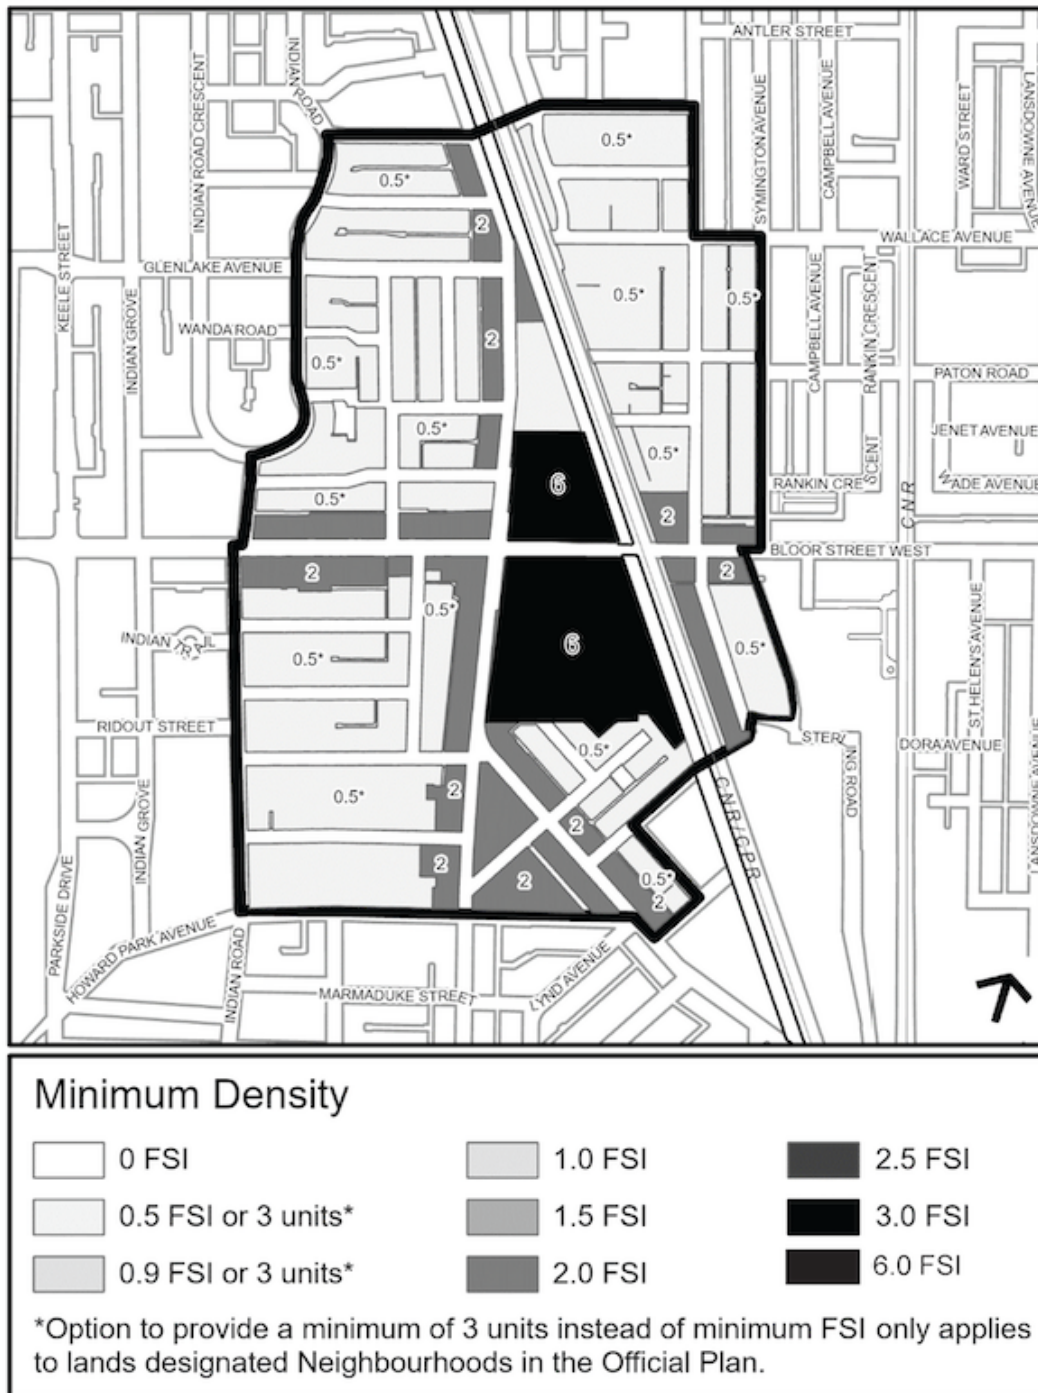 ANTLER STREET
INDIAN ROAD
INDIAN ROAD CRESCENT
SYMINGTON AVENUE
CAMPBELL AVENUE
WARD STREET
LANSDOWNE AVENUE
0.5*
0.5*
KEELE STREET
2
WALLACE AVENUE
GLENLAKE AVENUE
INDIAN GROVE
0.5*
0.5*
CAMPBELL AVENUE
RANKIN CRESCENT
WANDA ROAD
2
0.5*
PATON ROAD
0.5*
JENET AVENUE
0.5*
SCENT
RANKIN CRE
WADE AVENUE
6
CNR
0.5*
2
BLOOR STREET WEST
2
2
0.5*
INDIAN TRAIL
0.5*
6
0.5*
ST HELEN'S AVENUE
RIDOUT STREET
STER
LING ROAD
DORA AVENUE
0.5*
LANSDOWNE AVENUE
INDIAN GROVE
0.5*
2
CNR/CPR
2
PARKSIDE DRIVE
2
2
0.5*
2
HOWARD PARK AVENUE
INDIAN ROAD
MARMADUKE STREET
LYND AVENUE
Minimum Density
0 FSI
1.0 FSI
2.5 FSI
0.5 FSI or 3 units*
1.5 FSI
3.0 FSI
0.9 FSI or 3 units*
2.0 FSI
6.0 FSI
*Option to provide a minimum of 3 units instead of minimum FSI only applies
to lands designated Neighbourhoods in the Official Plan.